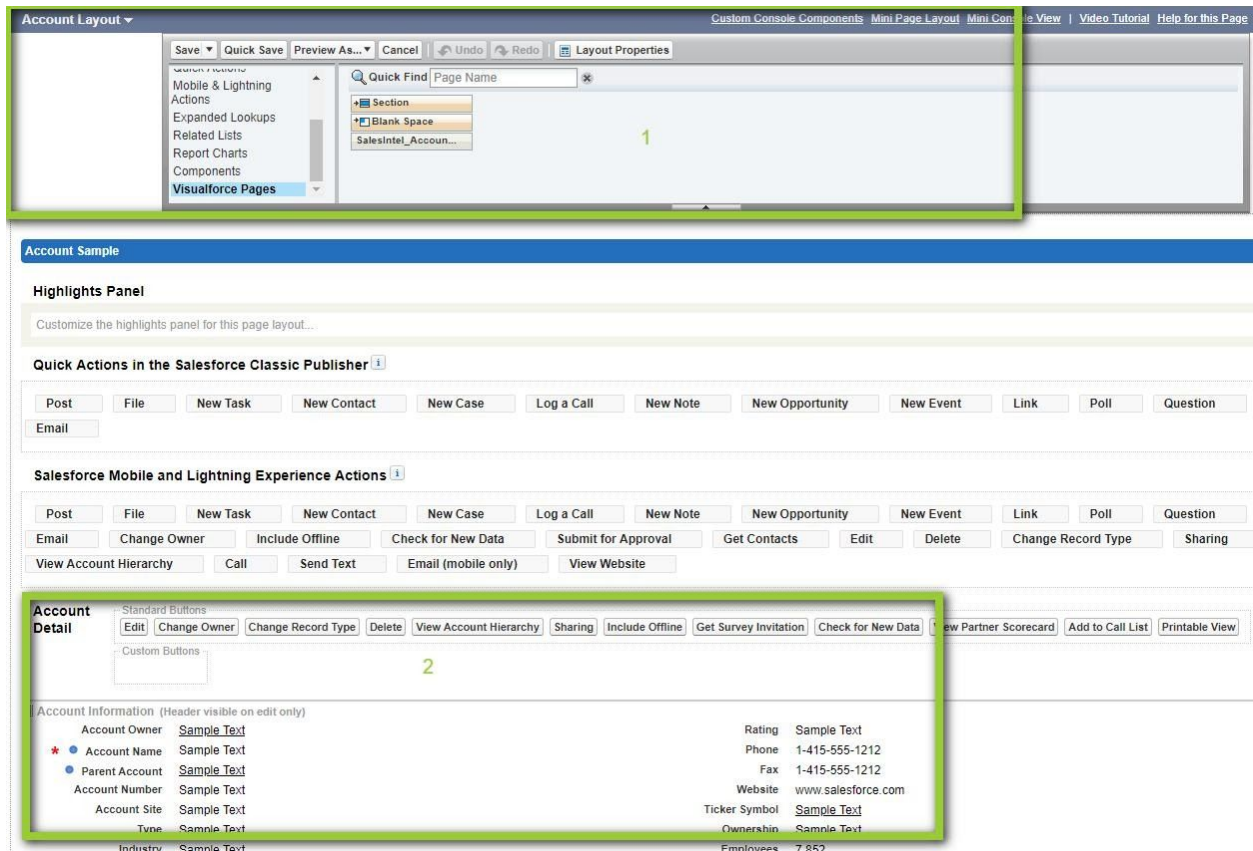 Account Layout
Custom Console Components Mini Page Layout Mini Console View | Video Tutorial Help for this Page
Save Quick Save Preview As... Cancel Undo Redo Layout Properties
Quick Actions
Mobile & Lightning
Actions
Expanded Lookups
Related Lists
Report Charts
Components
Visualforce Pages
Quick Find Page Name
Section
Blank Space
SalesIntel_Accoun...
1
Account Sample
Highlights Panel
Customize the highlights panel for this page layout...
Quick Actions in the Salesforce Classic Publisher i
Post File New Task New Contact New Case Log a Call New Note New Opportunity New Event Link Poll Question
Email
Salesforce Mobile and Lightning Experience Actions i
Post File New Task New Contact New Case Log a Call New Note New Opportunity New Event Link Poll Question
Email Change Owner Include Offline Check for New Data Submit for Approval Get Contacts Edit Delete Change Record Type Sharing
View Account Hierarchy Call Send Text Email (mobile only) View Website
Account Detail
Standard Buttons
Edit Change Owner Change Record Type Delete View Account Hierarchy Sharing Include Offline Get Survey Invitation Check for New Data View Partner Scorecard Add to Call List Printable View
Custom Buttons
2
Account Information (Header visible on edit only)
Account Owner Sample Text Rating Sample Text
* Account Name Sample Text Phone 1-415-555-1212
Parent Account Sample Text Fax 1-415-555-1212
Account Number Sample Text Website www.salesforce.com
Account Site Sample Text Ticker Symbol Sample Text
Type Sample Text Ownership Sample Text
Industry Sample Text Employees 7,852